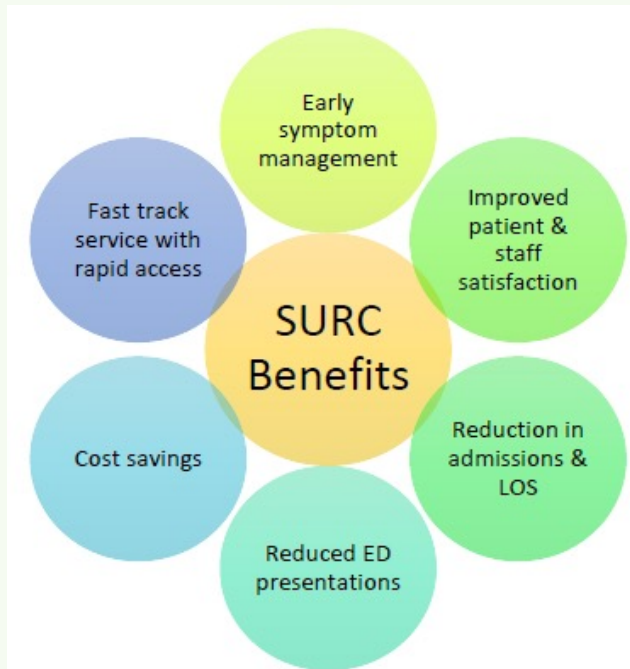 Early
symptom
management
Improved
patient &
staff
satisfaction
Reduction in
admissions &
LOS
Reduced ED
presentations
Cost savings
Fast track
service with
rapid access
SURC
Benefits